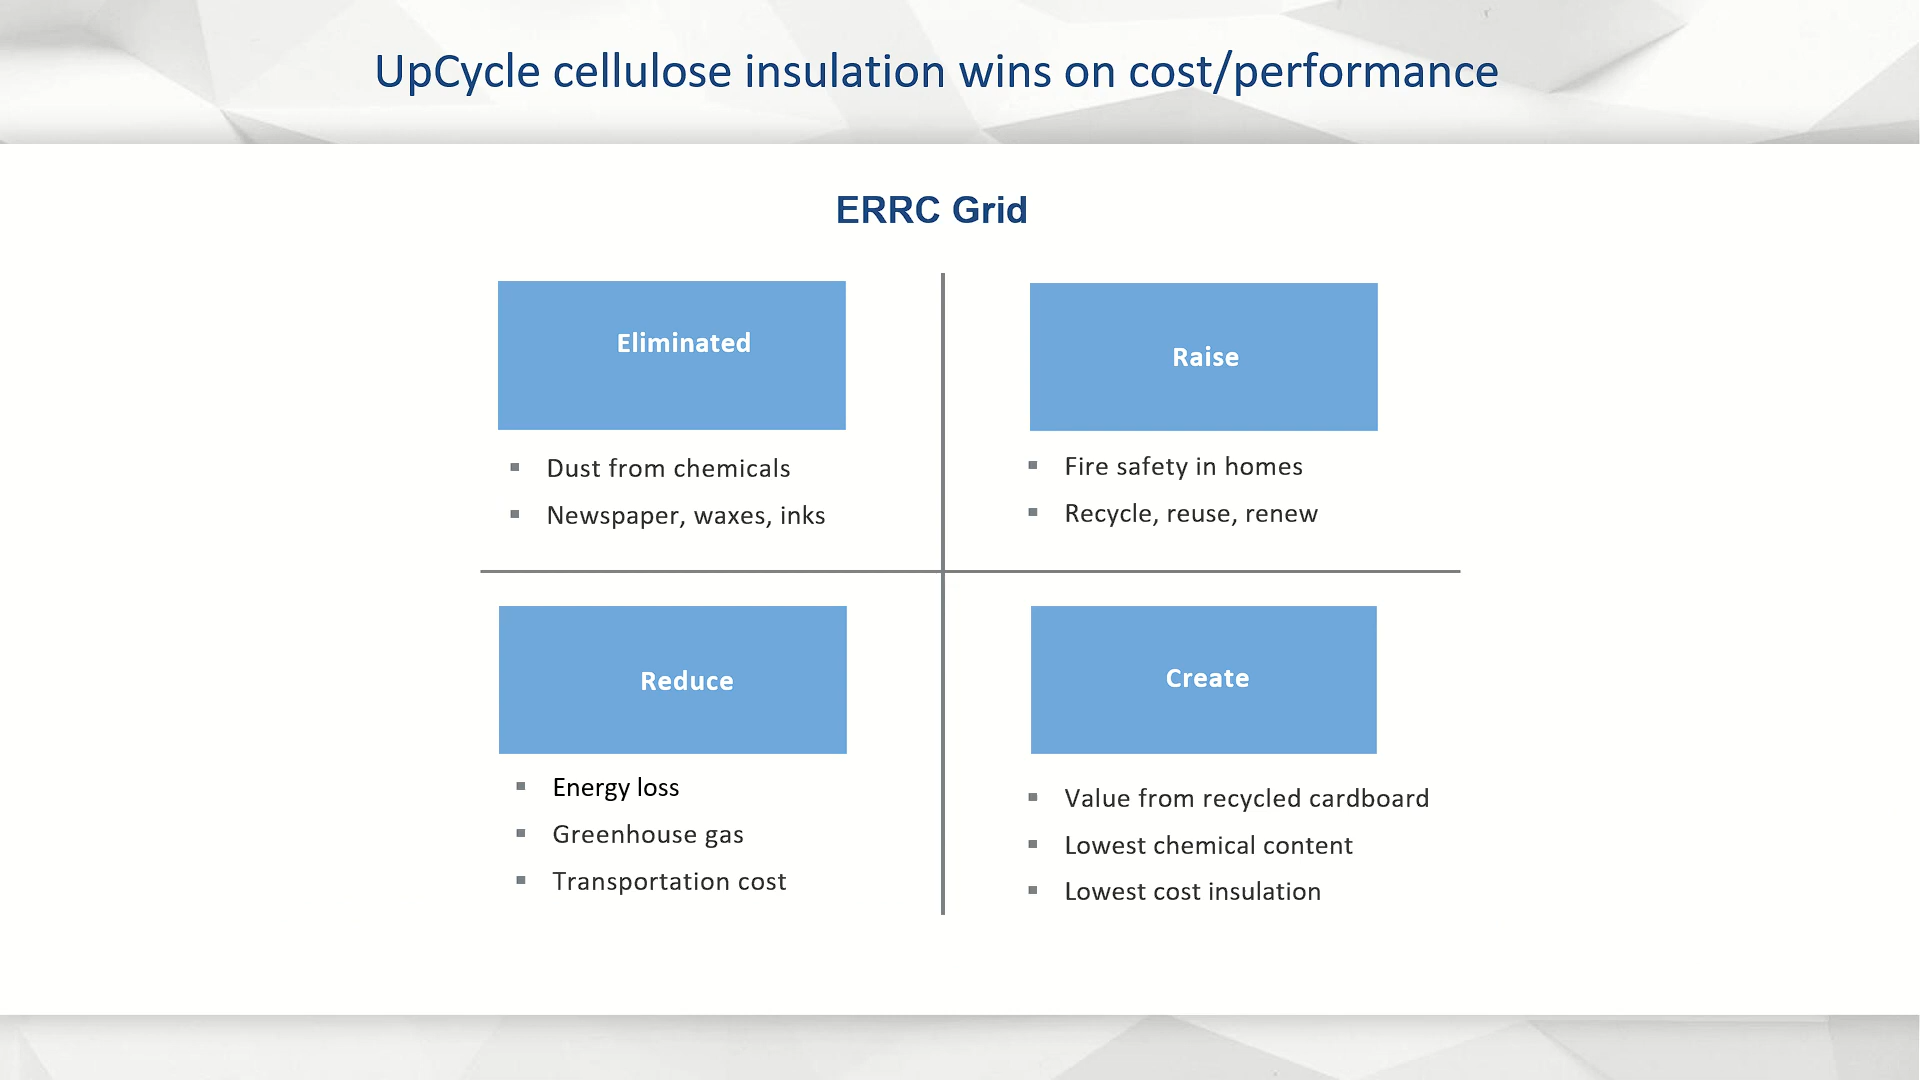 UpCycle cellulose insulation wins on cost/performance
ERRC Grid
Eliminated
Dust from chemicals
Newspaper, waxes, inks
Raise
Fire safety in homes
Recycle, reuse, renew
Reduce
Energy loss
Greenhouse gas
Transportation cost
Create
Value from recycled cardboard
Lowest chemical content
Lowest cost insulation